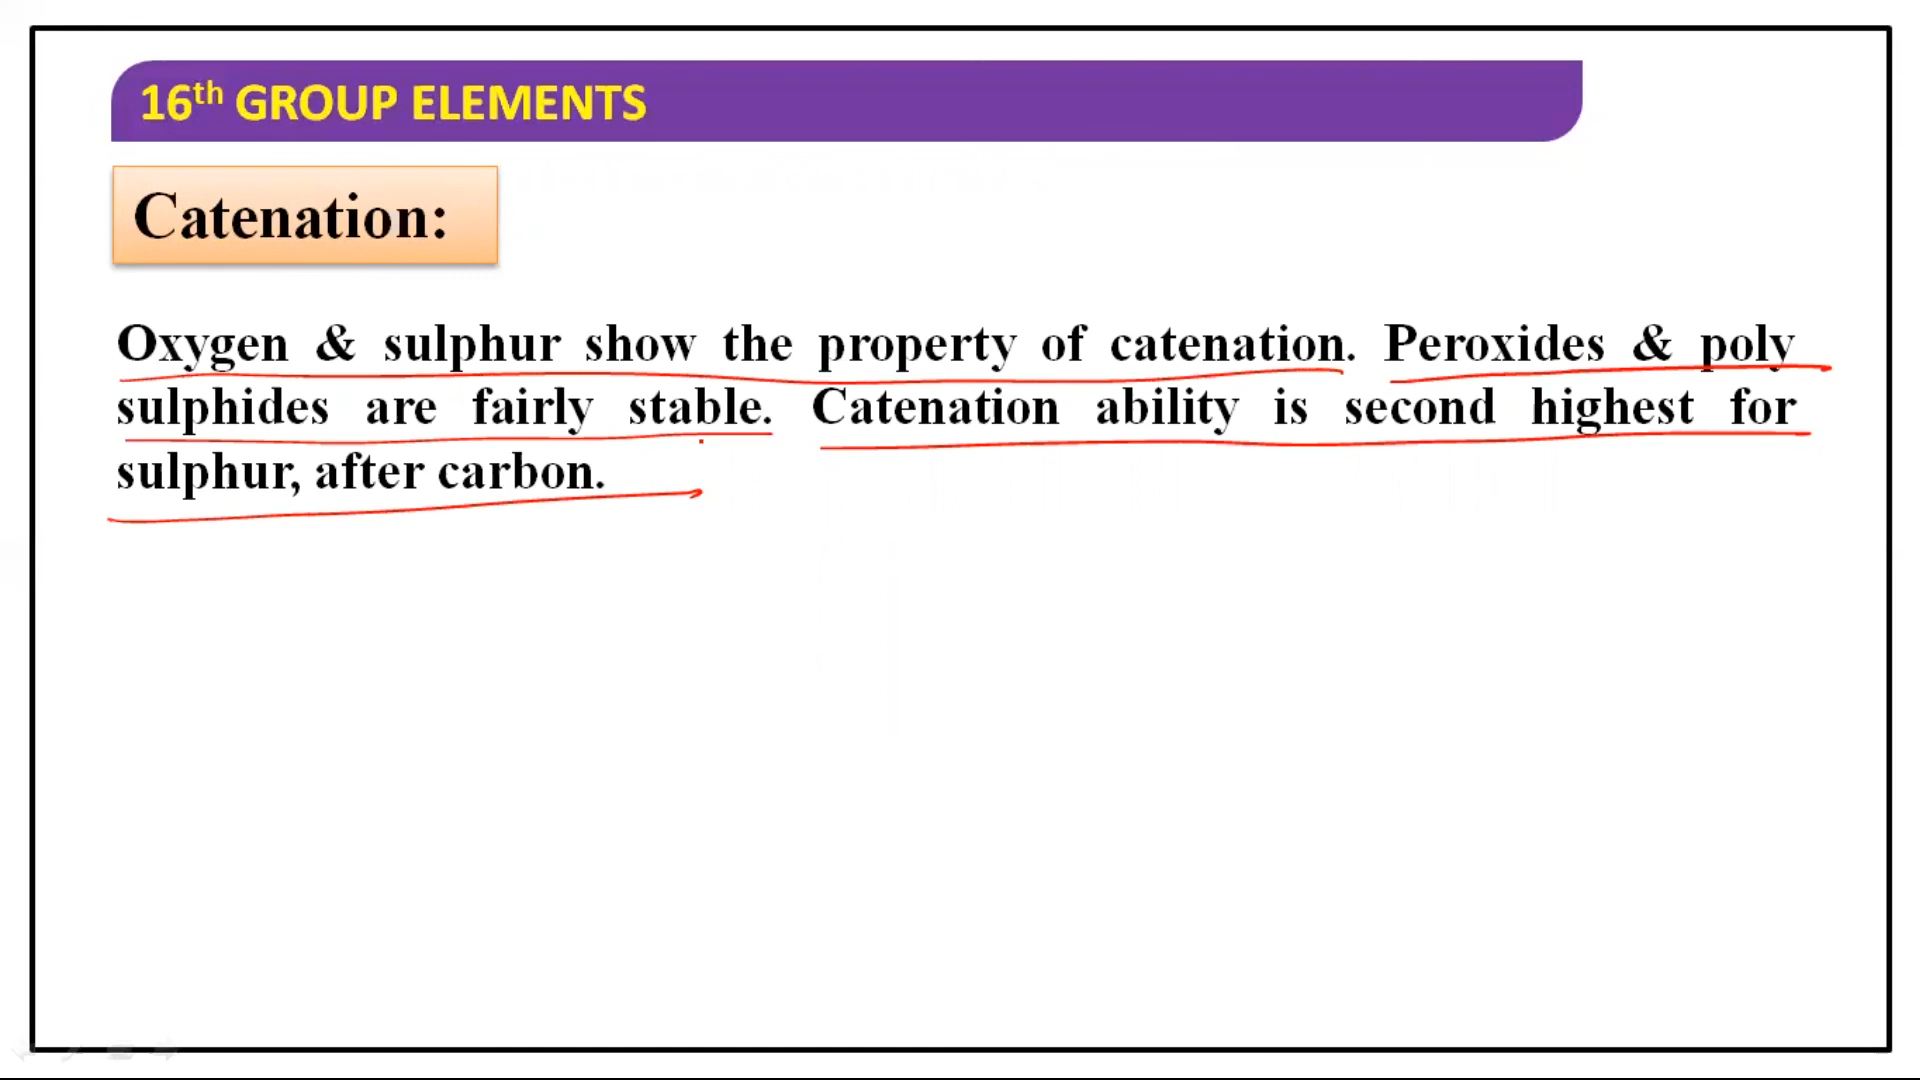 16th GROUP ELEMENTS
Catenation:
Oxygen & sulphur show the property of catenation. Peroxides & poly
sulphides are fairly stable. Catenation ability is second highest for
sulphur, after carbon.